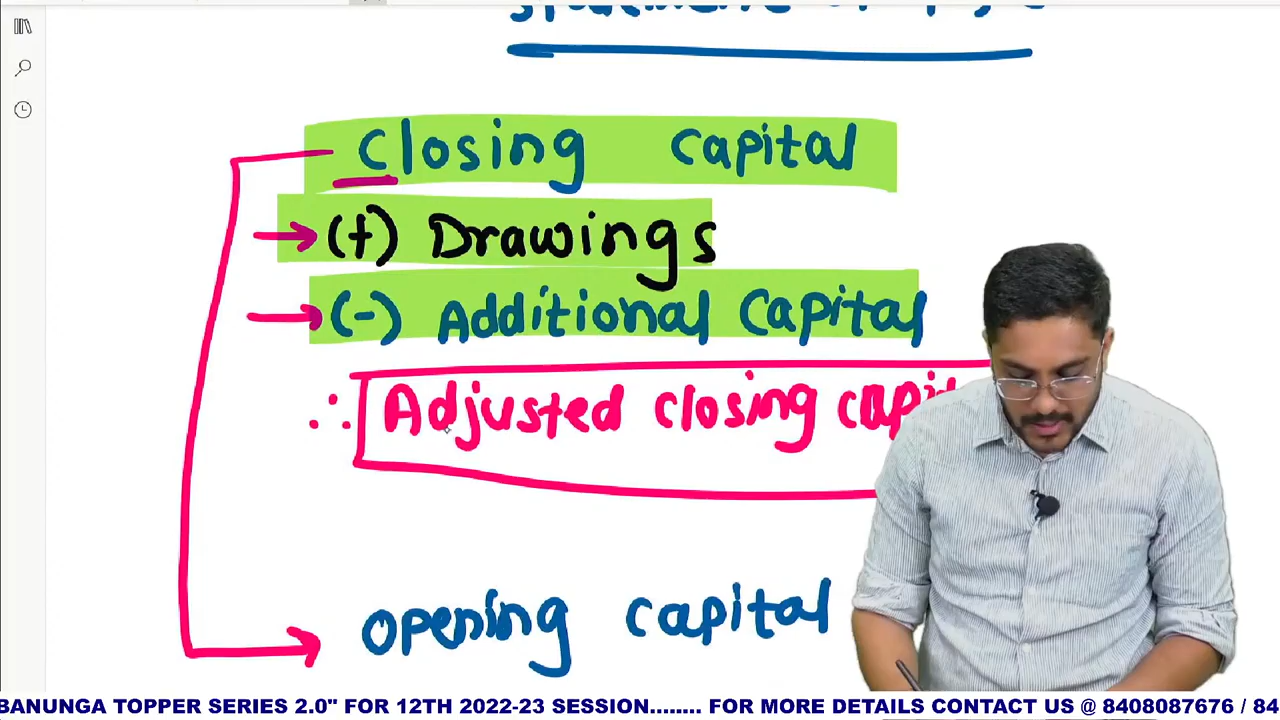 Closing Capital
(+) Drawings
(-) Additional Capital
∴ Adjusted closing
opening capital
BANUNGA TOPPER SERIES 2.0" FOR 12TH 2022-23 SESSION........ FOR MORE DETAILS CONTACT US @ 8408087676 / 84